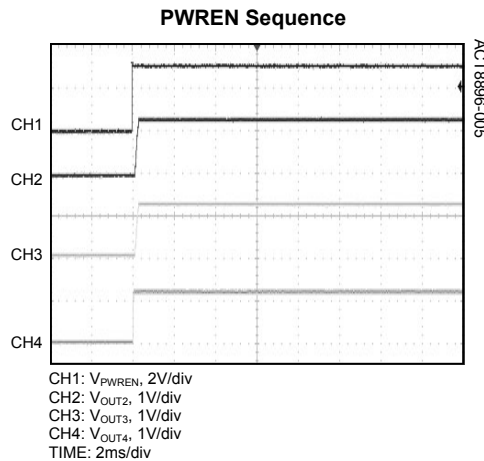 PWREN Sequence
ACT8896-005
CH1
CH2
CH3
CH4
CH1: VPWREN, 2V/div
CH2: VOUT2, 1V/div
CH3: VOUT3, 1V/div
CH4: VOUT4, 1V/div
TIME: 2ms/div